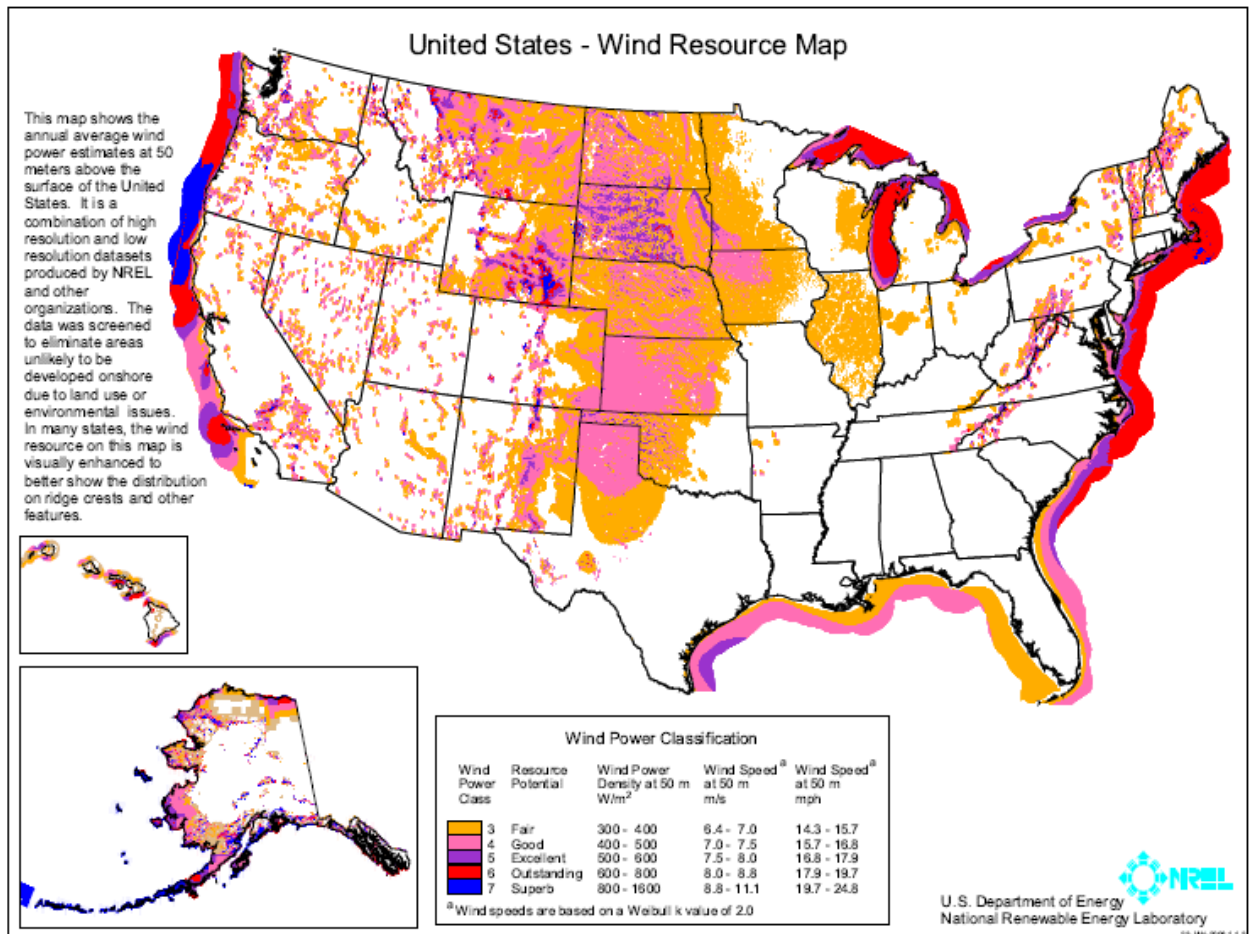 United States - Wind Resource Map
This map shows the
annual average wind
power estimates at 50
meters above the
surface of the United
States. It is a
combination of high
resolution and low
resolution datasets
produced by NREL
and other
organizations. The
data was screened
to eliminate areas
unlikely to be
developed onshore
due to land use or
environmental issues.
In many states, the wind
resource on this map is
visually enhanced to
better show the distribution
on ridge crests and other
features.
Wind Power Classification
Wind Resource Wind Power Wind Speed a Wind Speed a
Power Potential Density at 50 m at 50 m at 50 m
Class W/m² m/s mph
3 Fair 300 - 400 6.4 - 7.0 14.3 - 15.7
4 Good 400 - 500 7.0 - 7.5 15.7 - 16.8
5 Excellent 500 - 600 7.5 - 8.0 16.8 - 17.9
6 Outstanding 600 - 800 8.0 - 8.8 17.9 - 19.7
7 Superb 800 - 1600 8.8 - 11.1 19.7 - 24.8
a Wind speeds are based on a Weibull k value of 2.0
NREL
U.S. Department of Energy
National Renewable Energy Laboratory